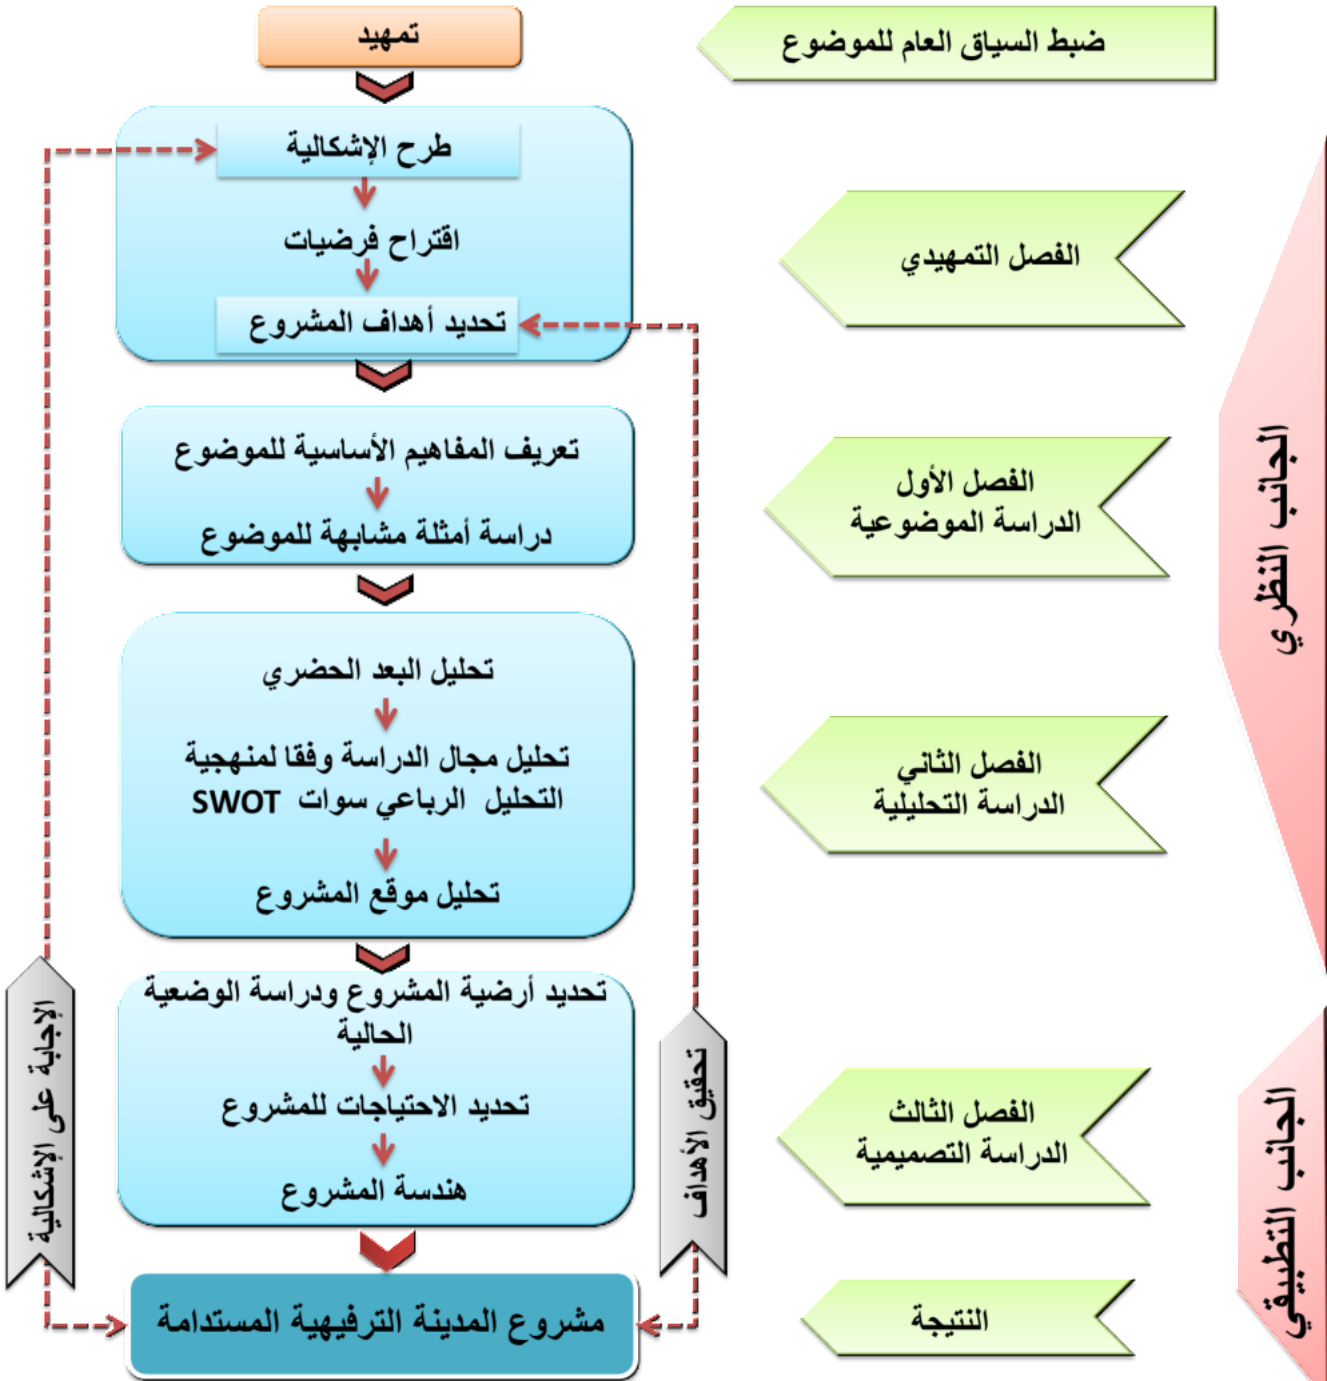 تمهيد
ضبط السياق العام للموضوع
طرح الإشكالية
اقتراح فرضيات
تحديد أهداف المشروع
الفصل التمهيدي
تعريف المفاهيم الأساسية للموضوع
دراسة أمثلة مشابهة للموضوع
الفصل الأول
الدراسة الموضوعية
الجانب النظري
تحليل البعد الحضري
تحليل مجال الدراسة وفقا لمنهجية
التحليل الرباعي سوات SWOT
تحليل موقع المشروع
الفصل الثاني
الدراسة التحليلية
تحديد أرضية المشروع ودراسة الوضعية
الحالية
تحديد الاحتياجات للمشروع
هندسة المشروع
الفصل الثالث
الدراسة التصميمية
الجانب التطبيقي
تحقيق الأهداف
الإجابة على الإشكالية
مشروع المدينة الترفيهية المستدامة
النتيجة